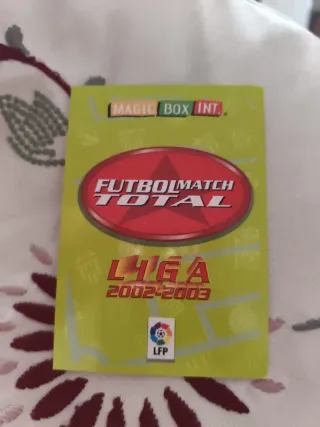 MAGIC BOX INT.
FUTBOLMATCH
TOTAL
LIGA
2002-2003
LFP